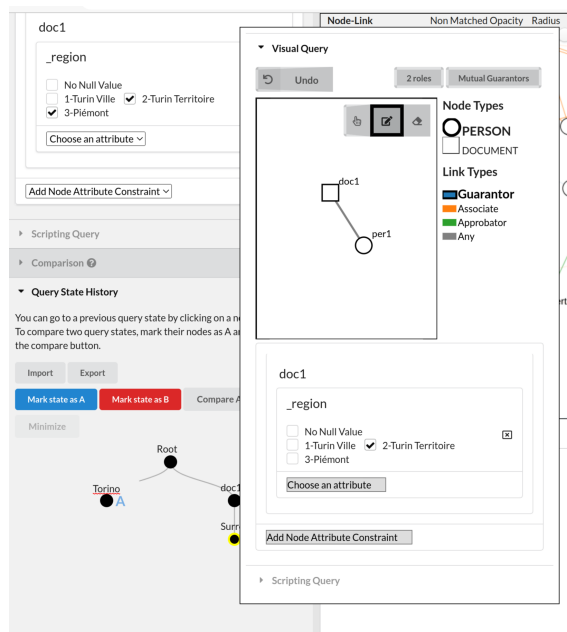 doc1
_region
No Null Value
1-Turin Ville 2-Turin Territoire
3-Piémont
Choose an attribute
Add Node Attribute Constraint
Scripting Query
Comparison
Query State History
You can go to a previous query state by clicking on a n
To compare two query states, mark their nodes as A a
the compare button.
Import Export
Mark state as A Mark state as B Compare A
Minimize
Root
Torino
A
doc1
Surr
Node-Link Non Matched Opacity Radius
Visual Query
Undo 2 roles Mutual Guarantors
Node Types
PERSON
DOCUMENT
Link Types
Guarantor
Associate
Approbator
Any
doc1
per1
doc1
_region
No Null Value
1-Turin Ville 2-Turin Territoire
3-Piémont
Choose an attribute
Add Node Attribute Constraint
Scripting Query